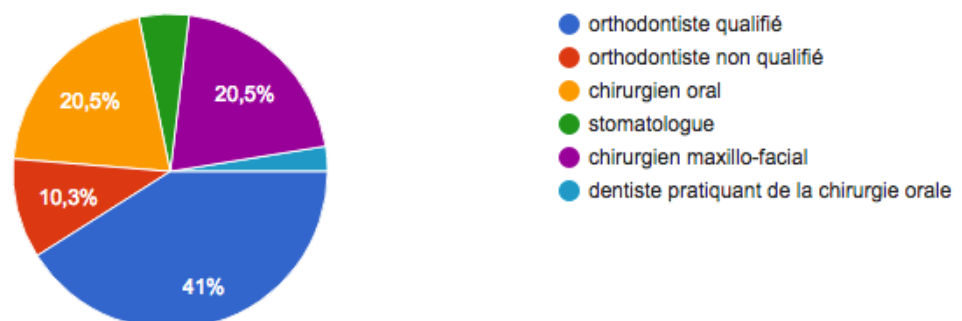 20,5%
20,5%
10,3%
41%
orthodontiste qualifié
orthodontiste non qualifié
chirurgien oral
stomatologue
chirurgien maxillo-facial
dentiste pratiquant de la chirurgie orale